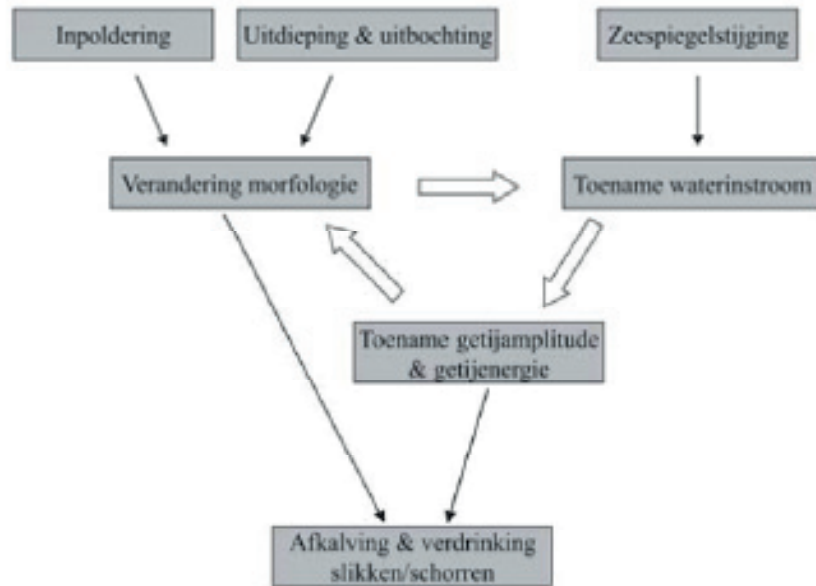 Inpoldering
Uitdieping & uitbochting
Zeespiegelstijging
Verandering morfologie
Toename waterinstroom
Toename getijamplitude
& getijenergie
Afkalving & verdrinking
slikken/schorren